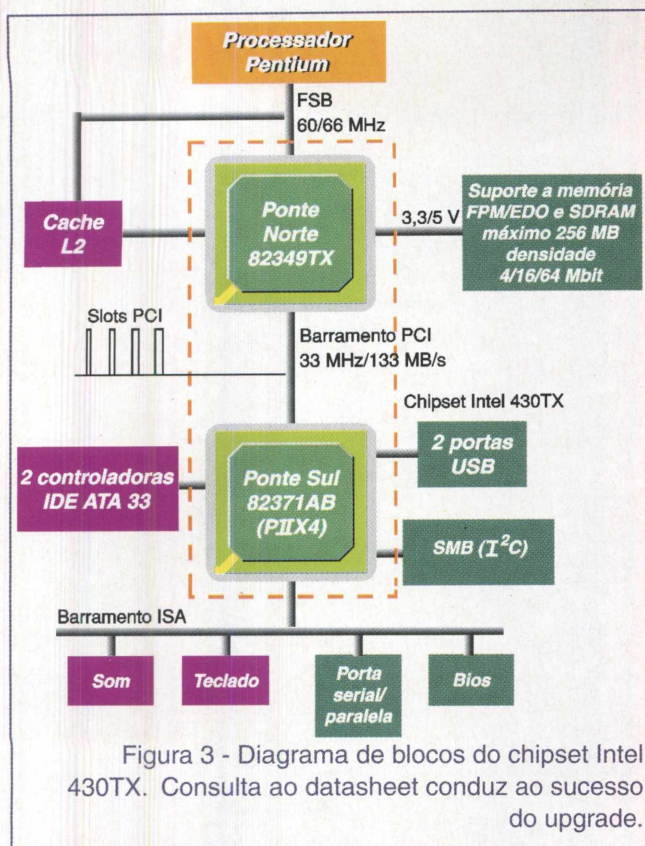 Processador
Pentium
FSB
60/66 MHz
Cache
L2
Ponte
Norte
82349TX
3,3/5 V
Suporte a memória
FPM/EDO e SDRAM
máximo 256 MB
densidade
4/16/64 Mbit
Slots PCI
Barramento PCI
33 MHz/133 MB/s
Chipset Intel 430TX
2 controladoras
IDE ATA 33
Ponte Sul
82371AB
(PIIX4)
2 portas
USB
SMB (I²C)
Barramento ISA
Som
Teclado
Porta
serial/
paralela
Bios
Figura 3 - Diagrama de blocos do chipset Intel
430TX. Consulta ao datasheet conduz ao sucesso
do upgrade.